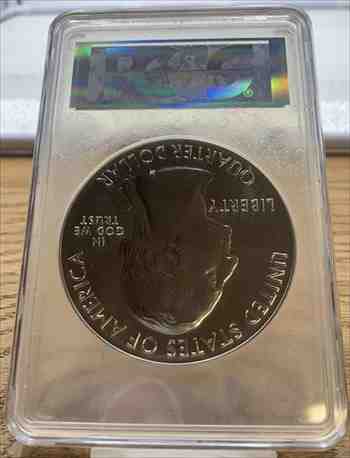 UNITED STATES OF AMERICA
LIBERTY
IN
GOD WE
TRUST
QUARTER DOLLAR